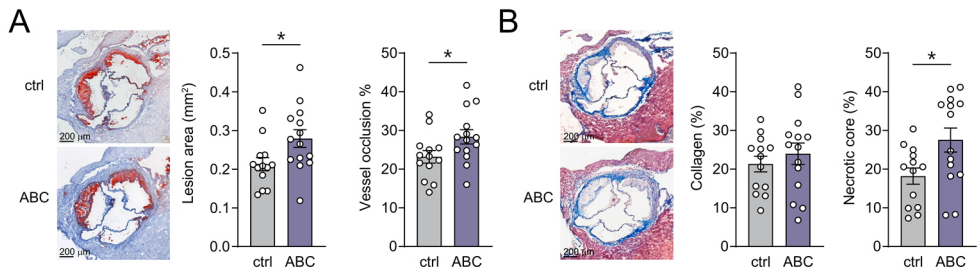 A
ctrl
200 µm
ABC
200 µm
Lesion area (mm²)
0.5
0.4
0.3
0.2
0.1
0.0
*
ctrl ABC
Vessel occlusion %
50
40
30
20
10
0
*
ctrl ABC
B
ctrl
200 µm
ABC
200 µm
Collagen (%)
50
40
30
20
10
0
ctrl ABC
Necrotic core (%)
50
40
30
20
10
0
*
ctrl ABC